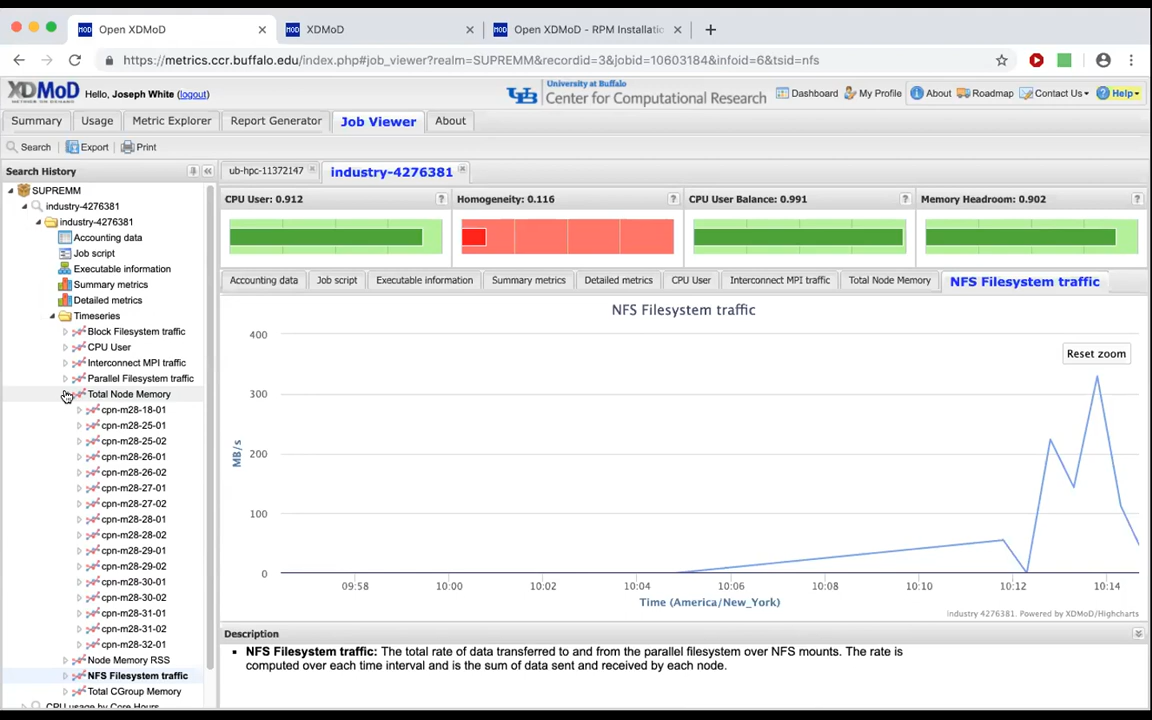 Open XDMoD
XDMoD
Open XDMoD - RPM Installatio
https://metrics.ccr.buffalo.edu/index.php#job_viewer?realm=SUPREMM&recordid=3&jobid=10603184&infoid=6&tsid=nfs
XDMoD
METRICS ON DEMAND
Hello, Joseph White (logout)
UB
University at Buffalo
Center for Computational Research
Dashboard
My Profile
About
Roadmap
Contact Us
Help
Summary
Usage
Metric Explorer
Report Generator
Job Viewer
About
Search
Export
Print
Search History
SUPREMM
industry-4276381
industry-4276381
Accounting data
Job script
Executable information
Summary metrics
Detailed metrics
Timeseries
Block Filesystem traffic
CPU User
Interconnect MPI traffic
Parallel Filesystem traffic
Total Node Memory
cpn-m28-18-01
cpn-m28-25-01
cpn-m28-25-02
cpn-m28-26-01
cpn-m28-26-02
cpn-m28-27-01
cpn-m28-27-02
cpn-m28-28-01
cpn-m28-28-02
cpn-m28-29-01
cpn-m28-29-02
cpn-m28-30-01
cpn-m28-30-02
cpn-m28-31-01
cpn-m28-31-02
cpn-m28-32-01
Node Memory RSS
NFS Filesystem traffic
Total CGroup Memory
CPU usage by Core Hours
ub-hpc-11372147
industry-4276381
CPU User: 0.912
Homogeneity: 0.116
CPU User Balance: 0.991
Memory Headroom: 0.902
Accounting data
Job script
Executable information
Summary metrics
Detailed metrics
CPU User
Interconnect MPI traffic
Total Node Memory
NFS Filesystem traffic
NFS Filesystem traffic
Reset zoom
400
300
200
100
0
MB/s
09:58
10:00
10:02
10:04
10:06
10:08
10:10
10:12
10:14
Time (America/New_York)
industry 4276381. Powered by XDMoD/Highcharts
Description
NFS Filesystem traffic: The total rate of data transferred to and from the parallel filesystem over NFS mounts. The rate is
computed over each time interval and is the sum of data sent and received by each node.